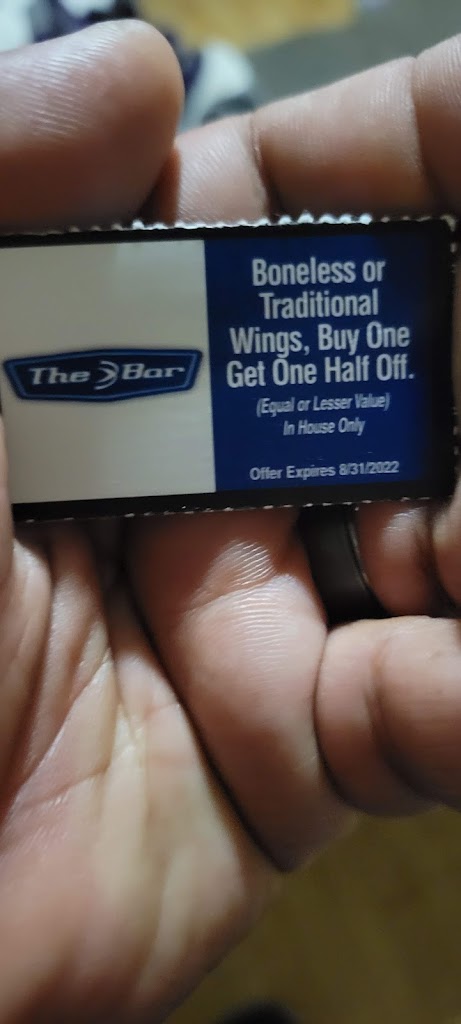 The Bar
Boneless or
Traditional
Wings, Buy One
Get One Half Off.
(Equal or Lesser Value)
In House Only
Offer Expires 8/31/2022